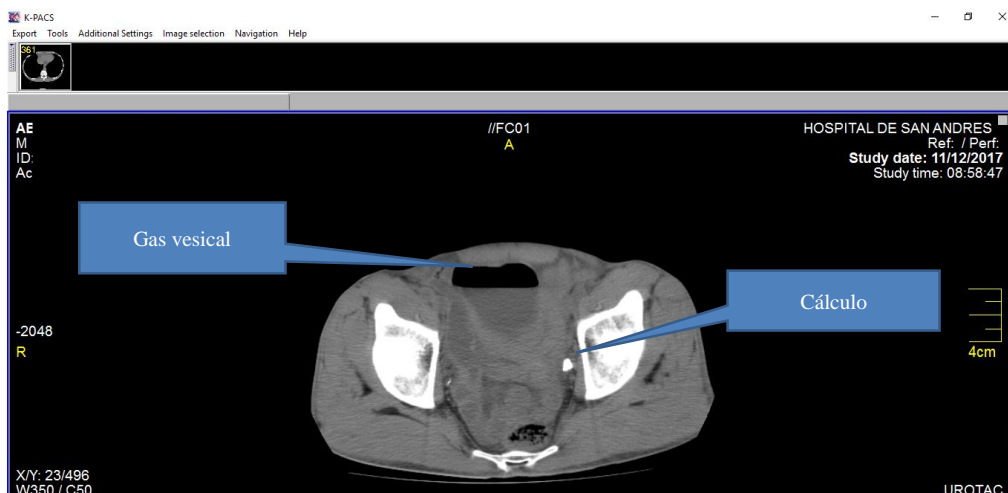 K-PACS
Export Tools Additional Settings Image selection Navigation Help
361
AE
M
ID:
Ac
//FC01
A
HOSPITAL DE SAN ANDRES
Ref: / Perf:
Study date: 11/12/2017
Study time: 08:58:47
Gas vesical
Cálculo
-2048
R
4cm
X/Y: 23/496
W350 / C50
UROTAC